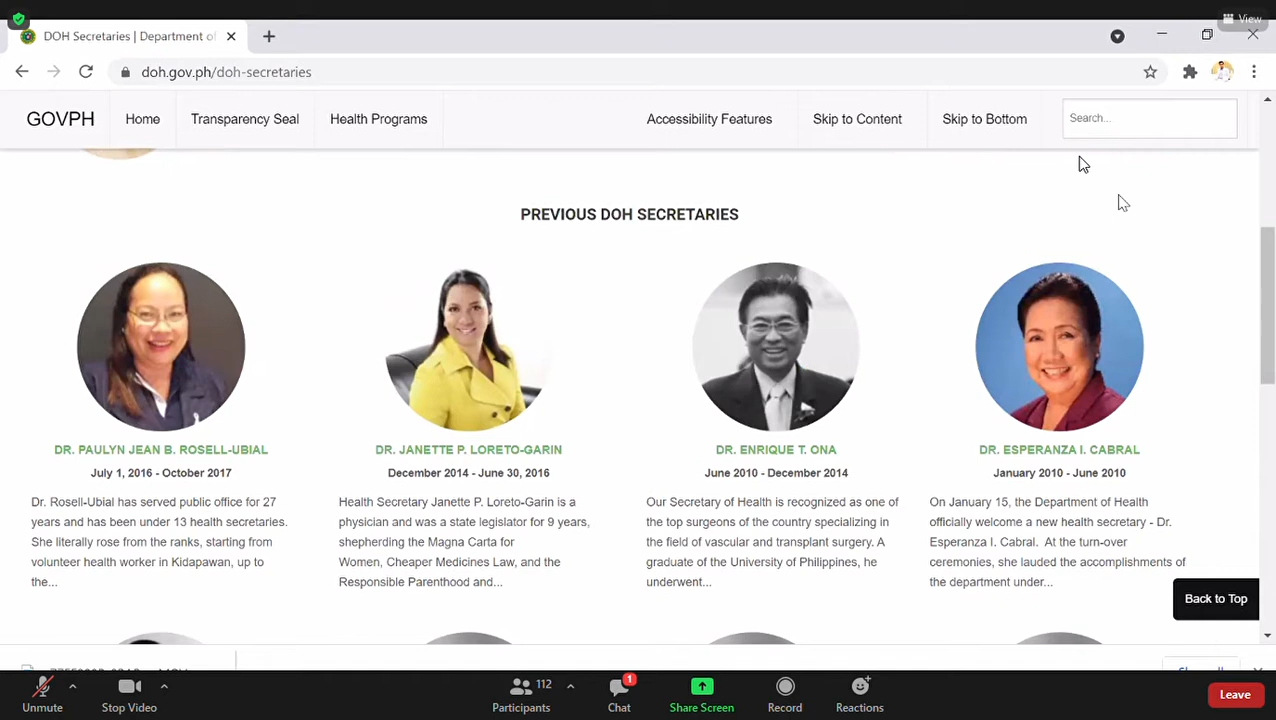 View
DOH Secretaries | Department of
doh.gov.ph/doh-secretaries
GOVPH Home Transparency Seal Health Programs Accessibility Features Skip to Content Skip to Bottom Search...
PREVIOUS DOH SECRETARIES
DR. PAULYN JEAN B. ROSELL-UBIAL
July 1, 2016 - October 2017
Dr. Rosell-Ubial has served public office for 27
years and has been under 13 health secretaries.
She literally rose from the ranks, starting from
volunteer health worker in Kidapawan, up to
the...
DR. JANETTE P. LORETO-GARIN
December 2014 - June 30, 2016
Health Secretary Janette P. Loreto-Garin is a
physician and was a state legislator for 9 years,
shepherding the Magna Carta for
Women, Cheaper Medicines Law, and the
Responsible Parenthood and...
DR. ENRIQUE T. ONA
June 2010 - December 2014
Our Secretary of Health is recognized as one of
the top surgeons of the country specializing in
the field of vascular and transplant surgery. A
graduate of the University of Philippines, he
underwent...
DR. ESPERANZA I. CABRAL
January 2010 - June 2010
On January 15, the Department of Health
officially welcome a new health secretary - Dr.
Esperanza I. Cabral. At the turn-over
ceremonies, she lauded the accomplishments of
the department under...
Back to Top
112 1
Unmute Stop Video Participants Chat Share Screen Record Reactions Leave